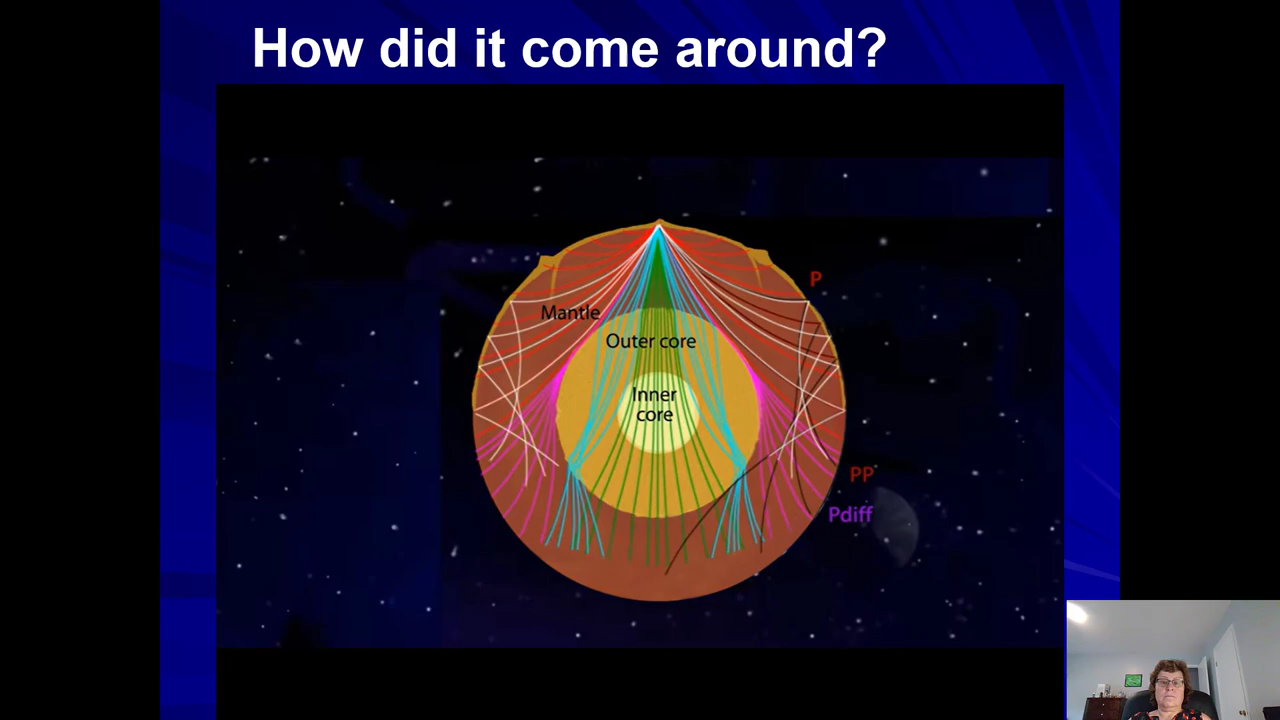 How did it come around?
P
Mantle
Outer core
Inner
core
PP
Pdiff